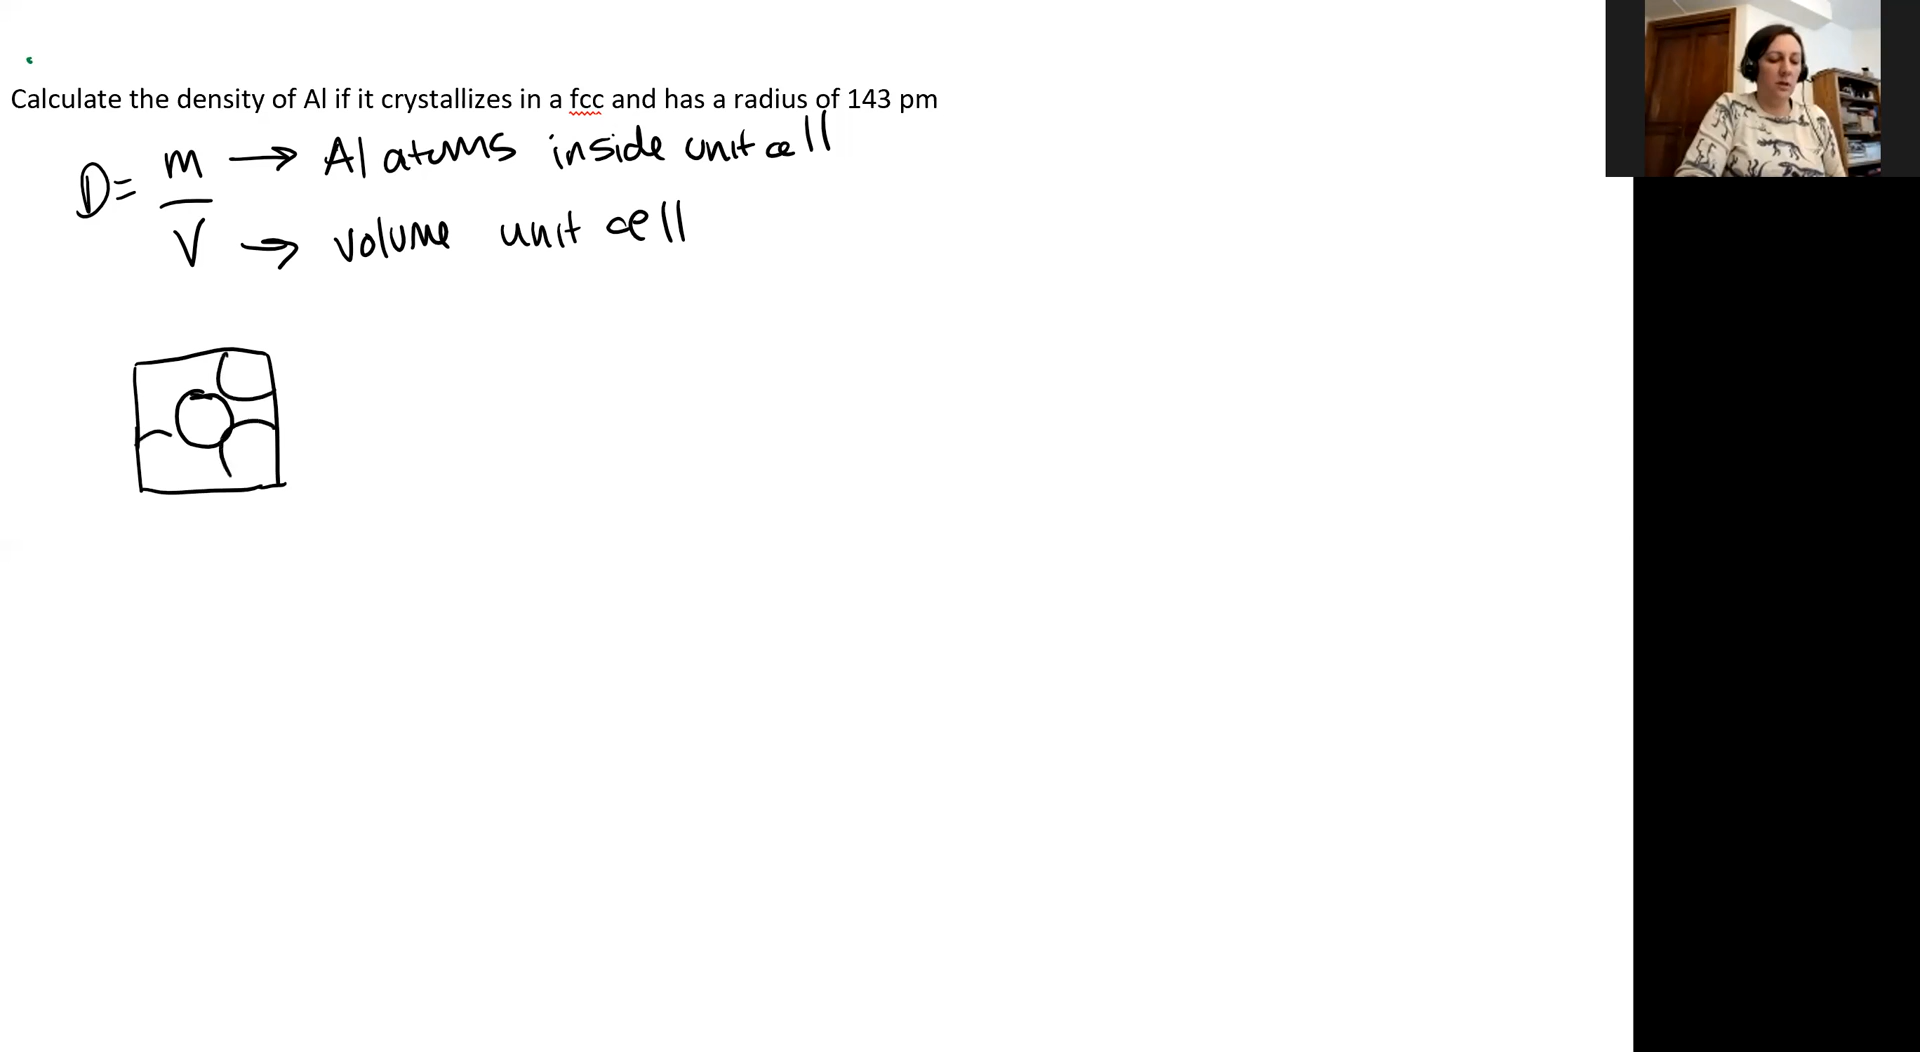 Calculate the density of Al if it crystallizes in a fcc and has a radius of 143 pm
D = m → Al atoms inside unit cell
V → volume unit cell